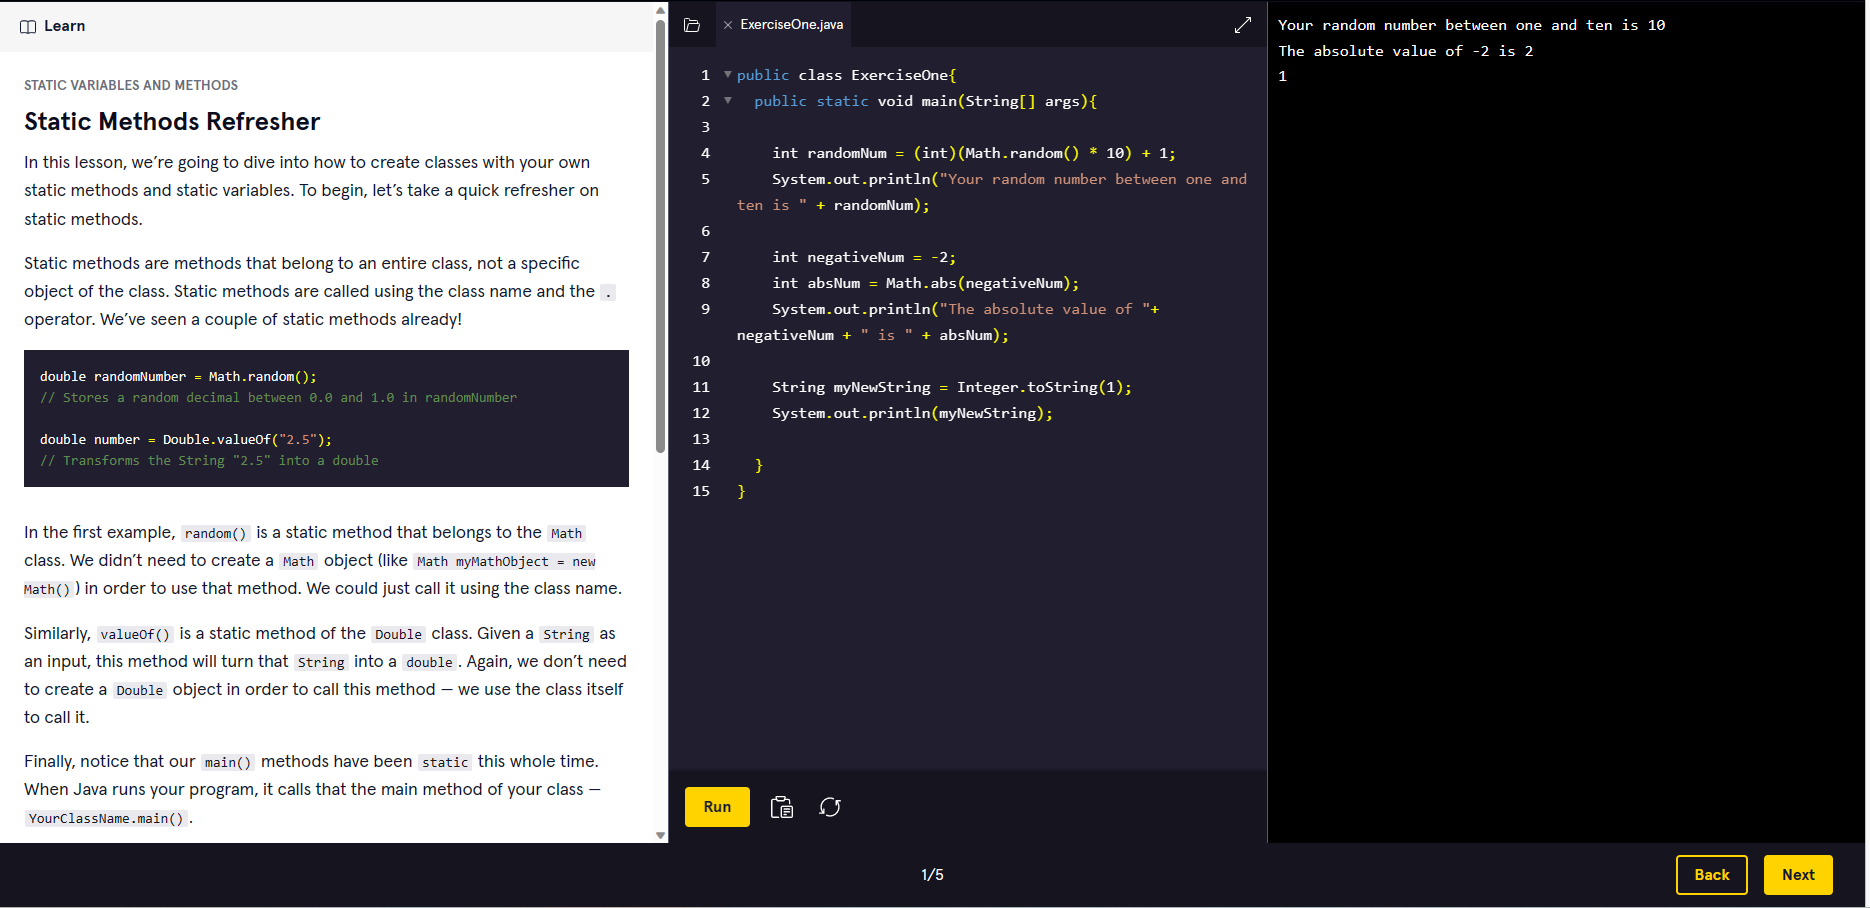 Learn
STATIC VARIABLES AND METHODS
Static Methods Refresher
In this lesson, we’re going to dive into how to create classes with your own
static methods and static variables. To begin, let’s take a quick refresher on
static methods.
Static methods are methods that belong to an entire class, not a specific
object of the class. Static methods are called using the class name and the .
operator. We’ve seen a couple of static methods already!
double randomNumber = Math.random();
// Stores a random decimal between 0.0 and 1.0 in randomNumber
double number = Double.valueOf("2.5");
// Transforms the String "2.5" into a double
In the first example, random() is a static method that belongs to the Math
class. We didn’t need to create a Math object (like Math myMathObject = new
Math()) in order to use that method. We could just call it using the class name.
Similarly, valueOf() is a static method of the Double class. Given a String as
an input, this method will turn that String into a double. Again, we don’t need
to create a Double object in order to call this method — we use the class itself
to call it.
Finally, notice that our main() methods have been static this whole time.
When Java runs your program, it calls that the main method of your class —
YourClassName.main().
ExerciseOne.java
1 public class ExerciseOne{
2 public static void main(String[] args){
3
4 int randomNum = (int)(Math.random() * 10) + 1;
5 System.out.println("Your random number between one and
ten is " + randomNum);
6
7 int negativeNum = -2;
8 int absNum = Math.abs(negativeNum);
9 System.out.println("The absolute value of "+
negativeNum + " is " + absNum);
10
11 String myNewString = Integer.toString(1);
12 System.out.println(myNewString);
13
14 }
15 }
Run
Your random number between one and ten is 10
The absolute value of -2 is 2
1
1/5
Back
Next